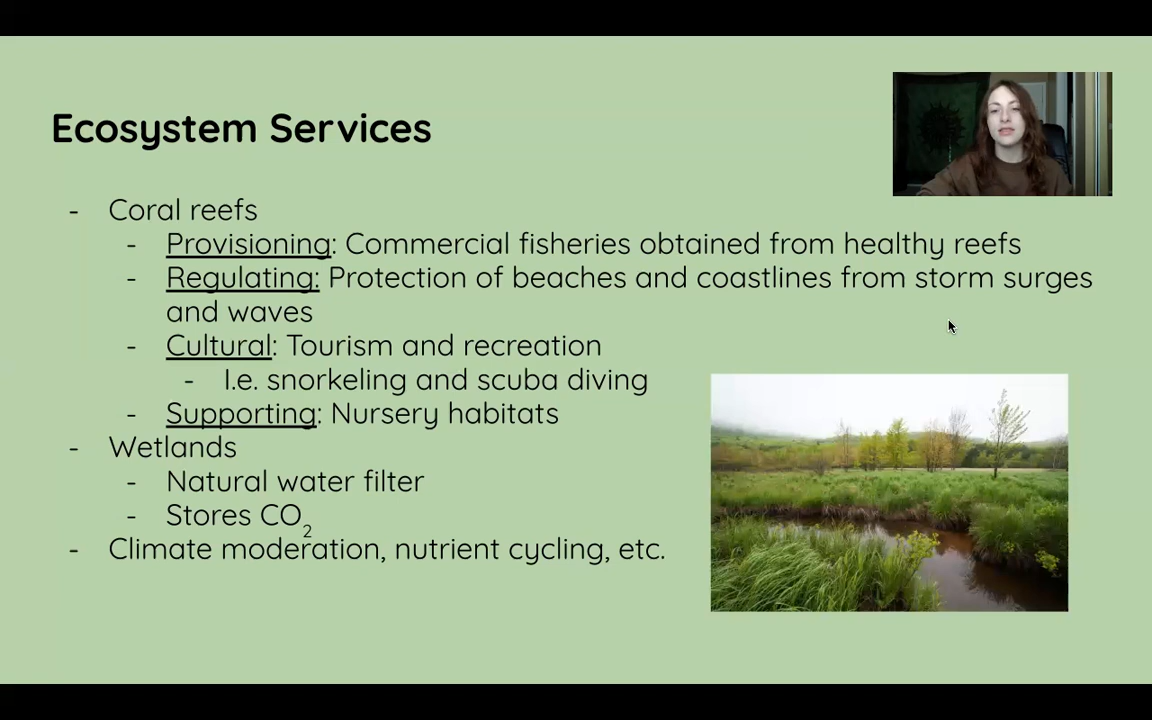 Ecosystem Services
- Coral reefs
- Provisioning: Commercial fisheries obtained from healthy reefs
- Regulating: Protection of beaches and coastlines from storm surges
and waves
- Cultural: Tourism and recreation
- I.e. snorkeling and scuba diving
- Supporting: Nursery habitats
- Wetlands
- Natural water filter
- Stores CO₂
- Climate moderation, nutrient cycling, etc.